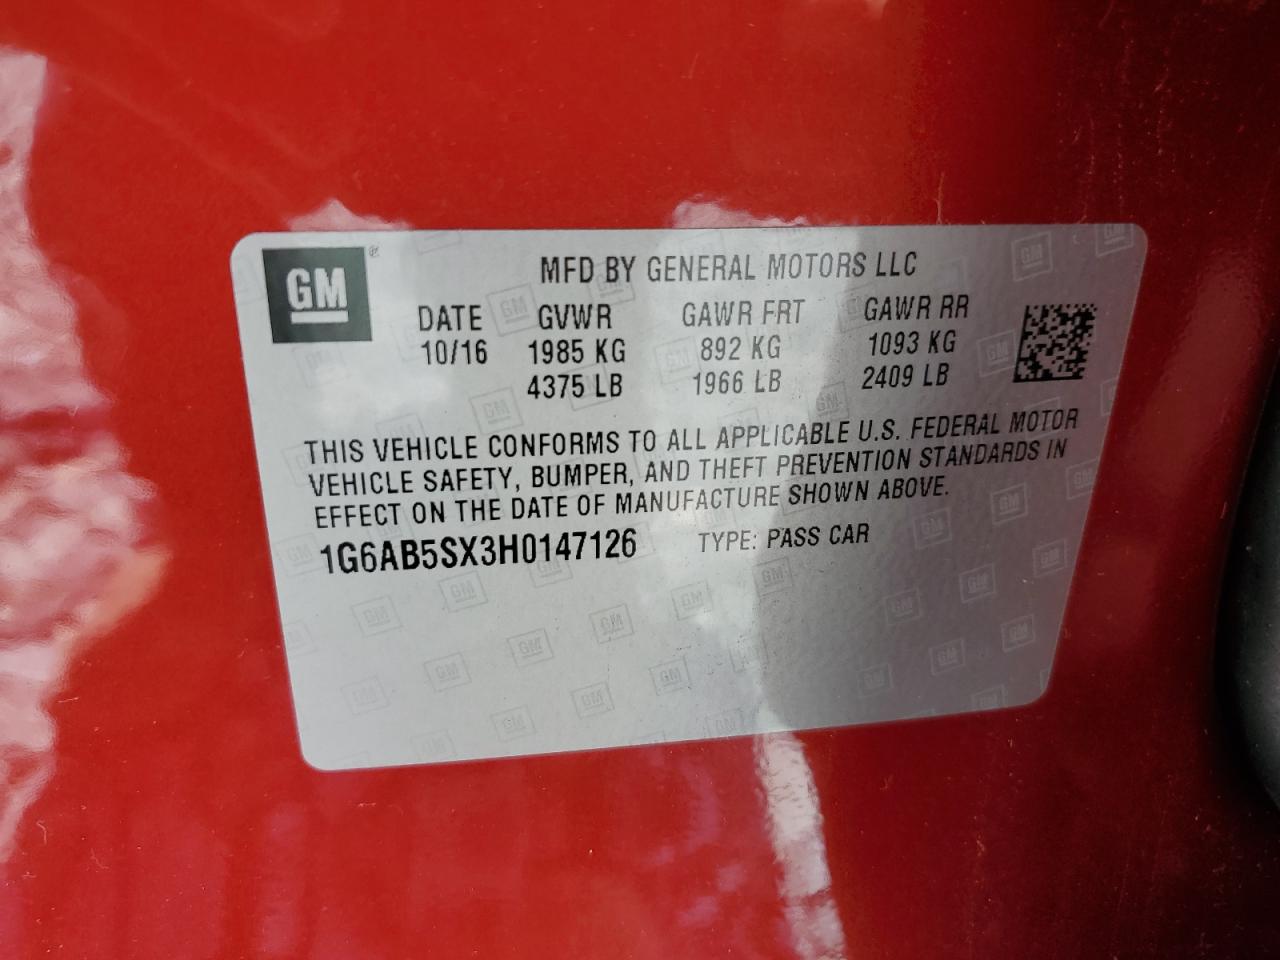 GM
MFD BY GENERAL MOTORS LLC
DATE GVWR GAWR FRT GAWR RR
10/16 1985 KG 892 KG 1093 KG
4375 LB 1966 LB 2409 LB
THIS VEHICLE CONFORMS TO ALL APPLICABLE U.S. FEDERAL MOTOR
VEHICLE SAFETY, BUMPER, AND THEFT PREVENTION STANDARDS IN
EFFECT ON THE DATE OF MANUFACTURE SHOWN ABOVE.
1G6AB5SX3H0147126 TYPE: PASS CAR